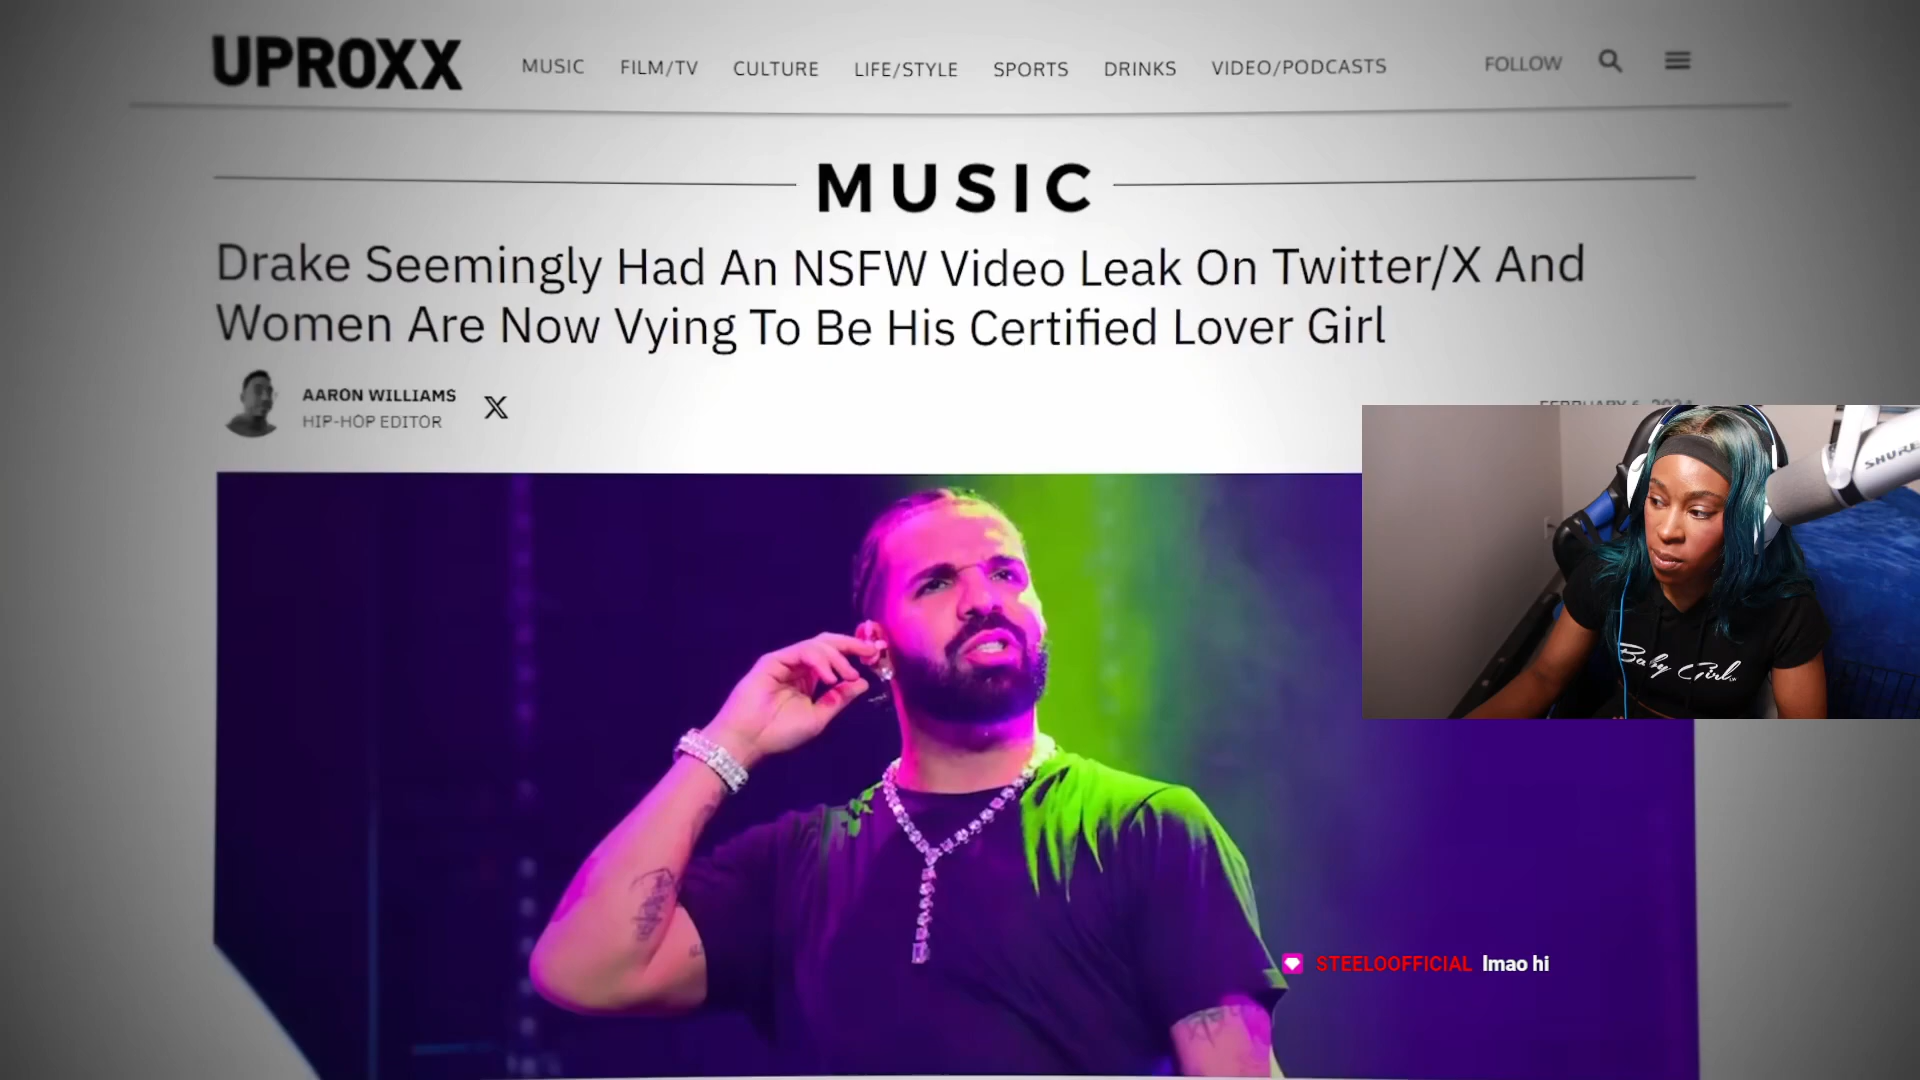 UPROXX
MUSIC FILM/TV CULTURE LIFE/STYLE SPORTS DRINKS VIDEO/PODCASTS FOLLOW
MUSIC
Drake Seemingly Had An NSFW Video Leak On Twitter/X And
Women Are Now Vying To Be His Certified Lover Girl
AARON WILLIAMS
HIP-HOP EDITOR
SHURE
Baby Girl
STEELOOFFICIAL lmao hi